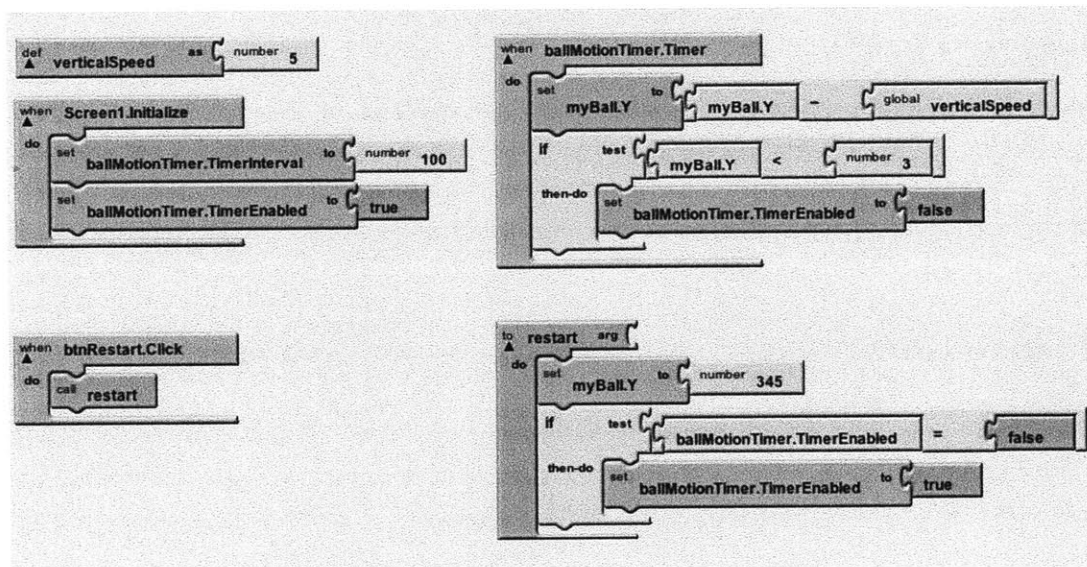 def verticalSpeed as number 5
when Screen1.Initialize
do set ballMotionTimer.TimerInterval to number 100
set ballMotionTimer.TimerEnabled to true
when ballMotionTimer.Timer
do set myBall.Y to myBall.Y - global verticalSpeed
if test myBall.Y < number 3
then-do set ballMotionTimer.TimerEnabled to false
when btnRestart.Click
do call restart
to restart arg
do set myBall.Y to number 345
if test ballMotionTimer.TimerEnabled = false
then-do set ballMotionTimer.TimerEnabled to true